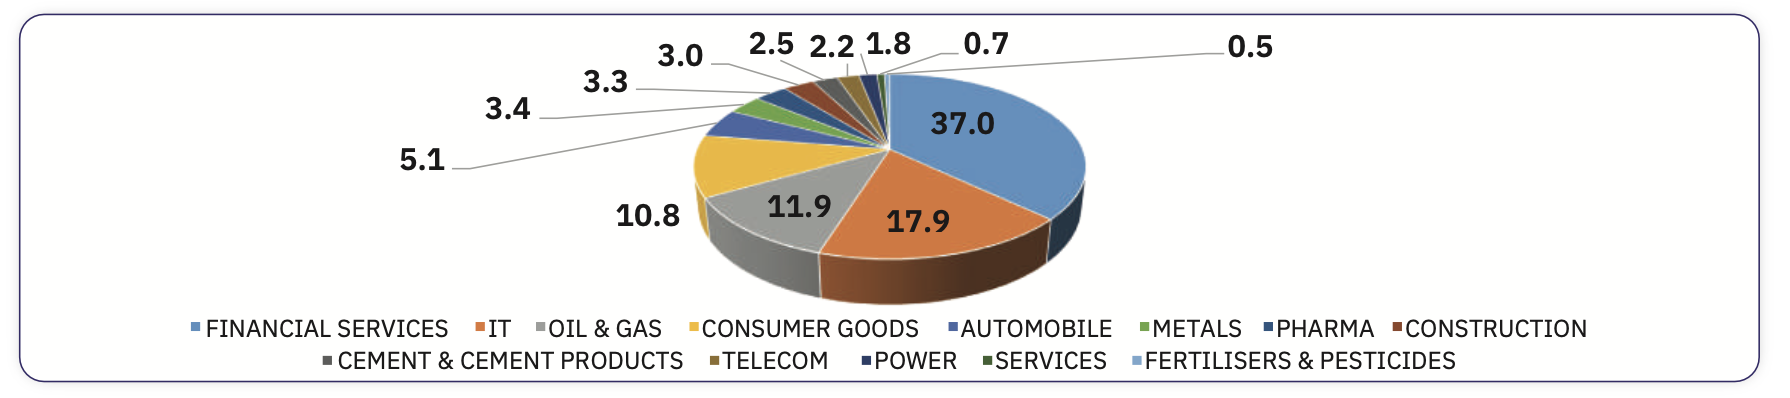 2.5 2.2 1.8 0.7 0.5
3.0
3.3
3.4
5.1
37.0
10.8
11.9
17.9
FINANCIAL SERVICES IT OIL & GAS CONSUMER GOODS AUTOMOBILE METALS PHARMA CONSTRUCTION
CEMENT & CEMENT PRODUCTS TELECOM POWER SERVICES FERTILISERS & PESTICIDES